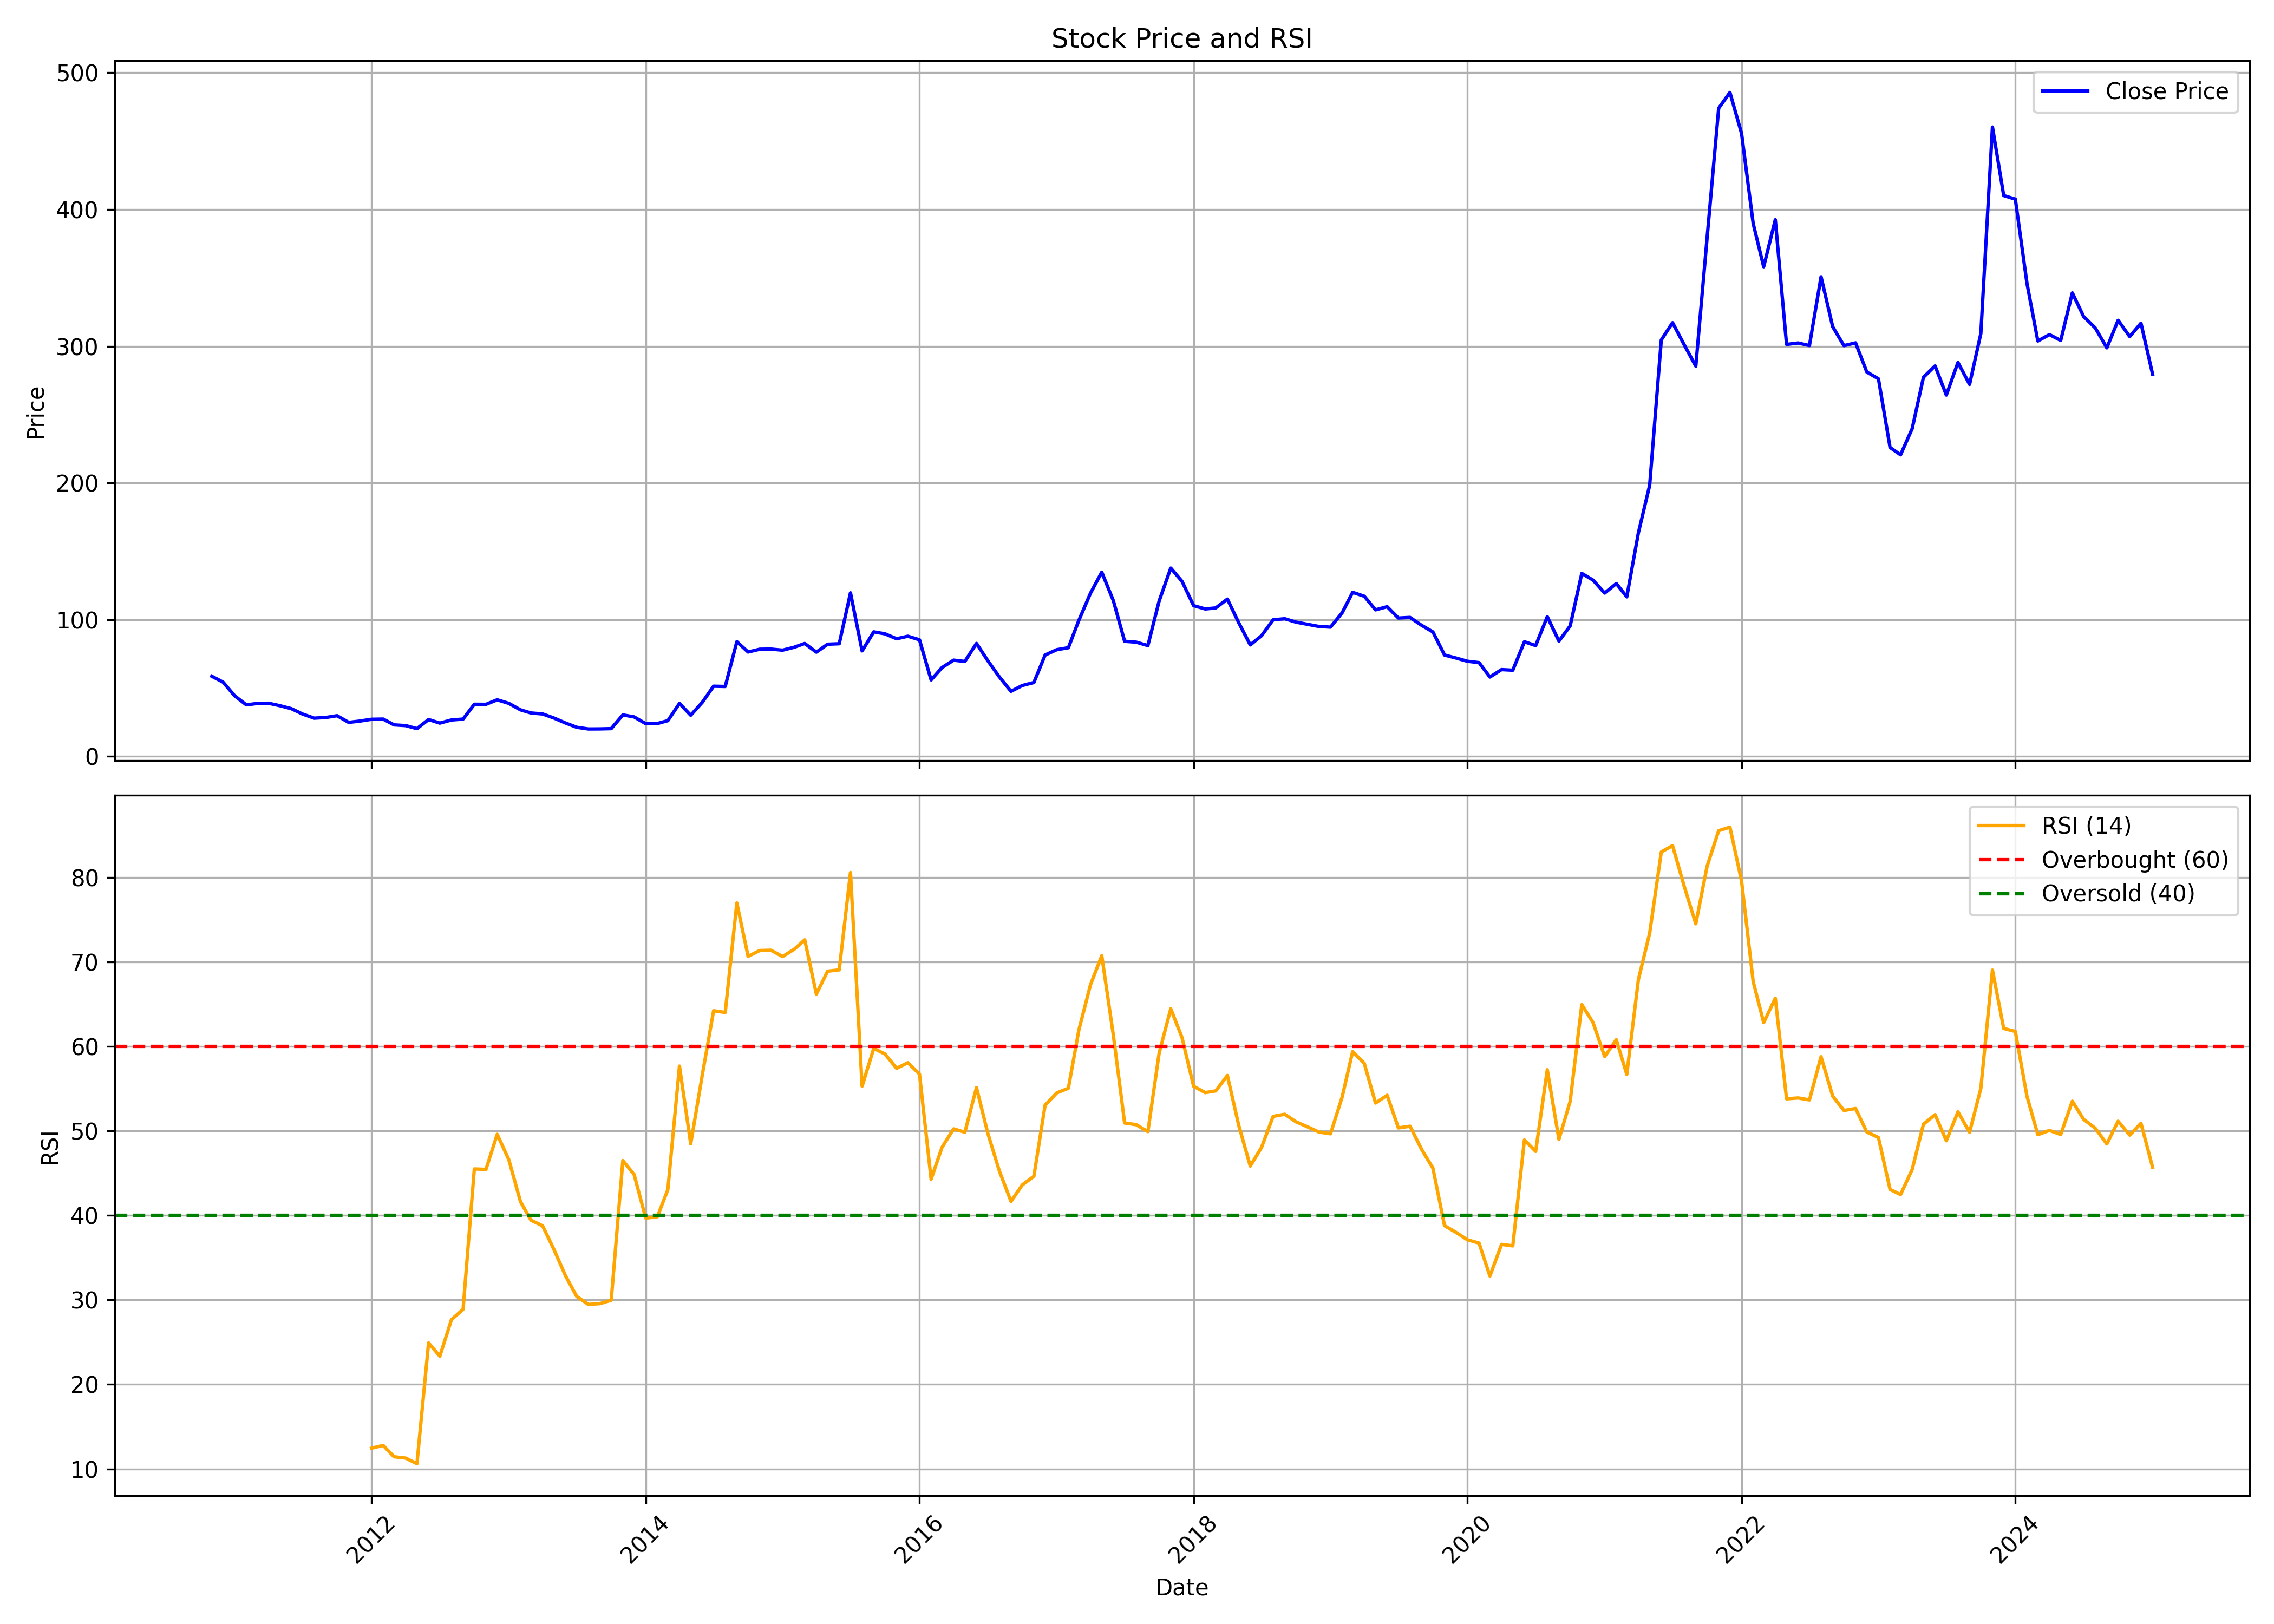 Stock Price and RSI
500
400
300
200
100
0
Price
Close Price
80
70
60
50
40
30
20
10
RSI
RSI (14)
Overbought (60)
Oversold (40)
2012
2014
2016
2018
2020
2022
2024
Date